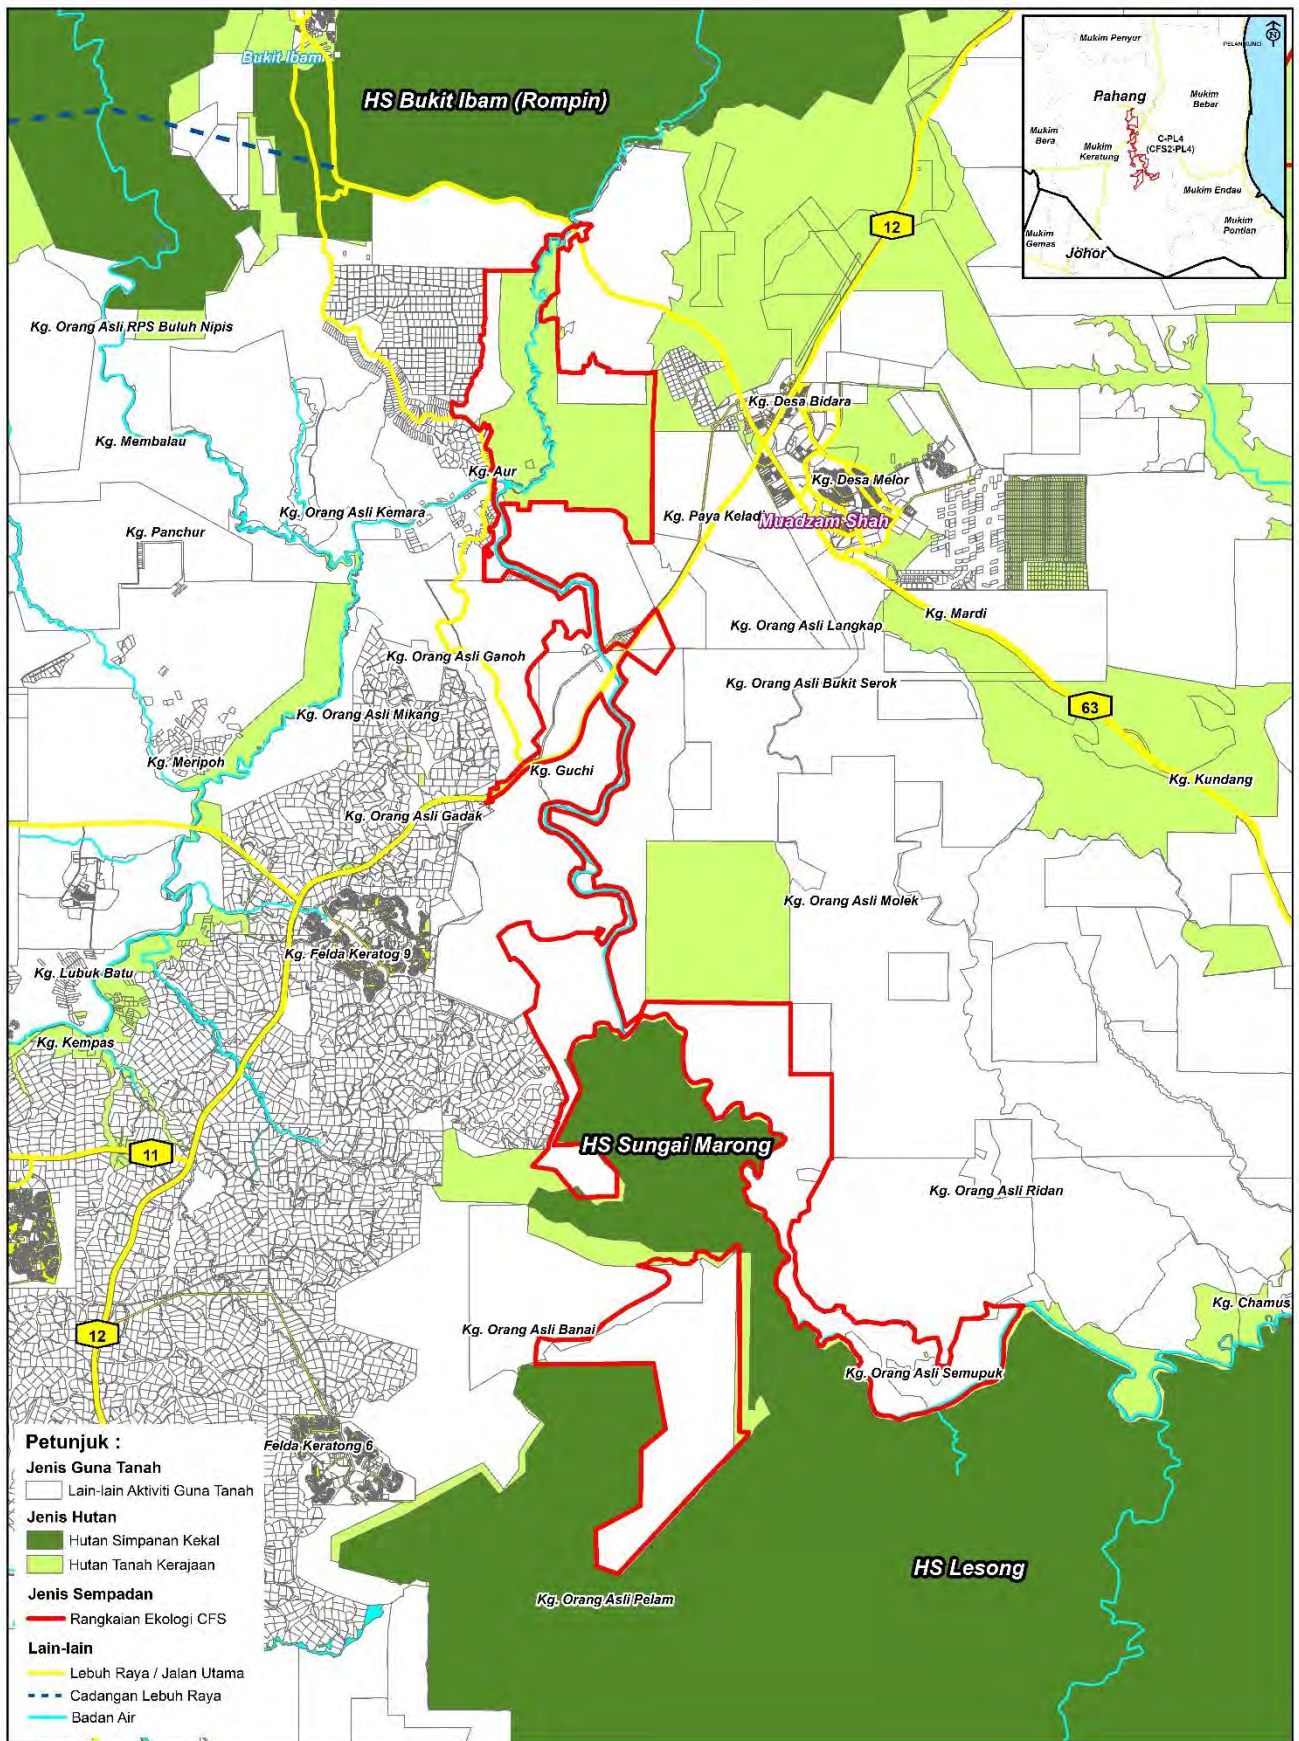 Bukit Ibam
HS Bukit Ibam (Rompin)
Mukim Penyur
PELAN KUNCI
N
Pahang
Mukim
Bebar
Mukim
Bera
Mukim
Keratung
C-PL4
(CFS2-PL4)
Mukim Endau
Mukim
Gemas
Johor
Mukim
Pontian
12
Kg. Orang Asli RPS Buluh Nipis
Kg. Desa Bidara
Kg. Membalau
Kg. Aur
Kg. Desa Melor
Kg. Orang Asli Kemara
Kg. Paya Keladi
Muadzam Shah
Kg. Panchur
Kg. Mardi
Kg. Orang Asli Langkap
Kg. Orang Asli Ganoh
Kg. Orang Asli Bukit Serok
63
Kg. Orang Asli Mikang
Kg. Meripoh
Kg. Guchi
Kg. Kundang
Kg. Orang Asli Gadak
Kg. Orang Asli Molek
Kg. Felda Keratog 9
Kg. Lubuk Batu
Kg. Kempas
11
HS Sungai Marong
Kg. Orang Asli Ridan
Kg. Chamus
12
Kg. Orang Asli Banai
Kg. Orang Asli Semupuk
Felda Keratong 6
HS Lesong
Kg. Orang Asli Pelam
Petunjuk :
Jenis Guna Tanah
Lain-lain Aktiviti Guna Tanah
Jenis Hutan
Hutan Simpanan Kekal
Hutan Tanah Kerajaan
Jenis Sempadan
Rangkaian Ekologi CFS
Lain-lain
Lebuh Raya / Jalan Utama
Cadangan Lebuh Raya
Badan Air